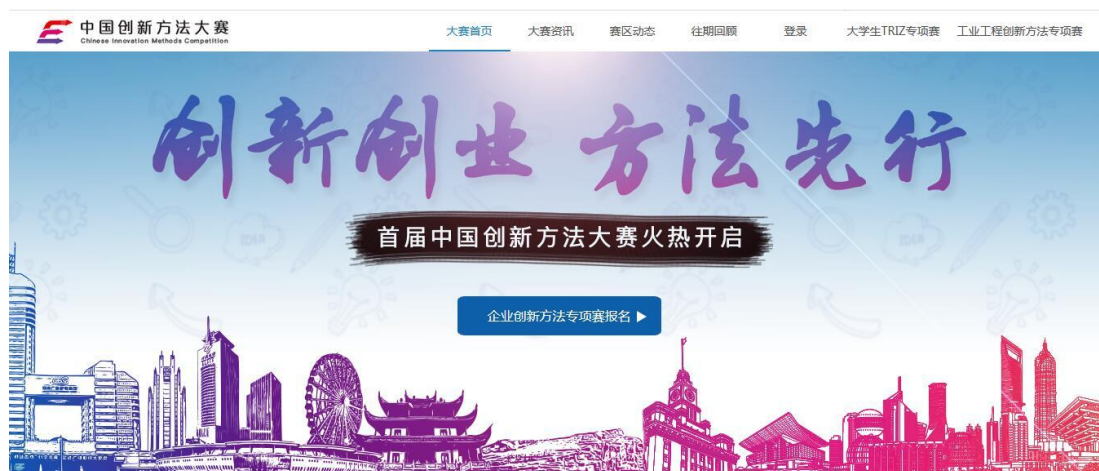 中国创新方法大赛
Chinese Innovation Methods Competition
大赛首页 大赛资讯 赛区动态 往期回顾 登录 大学生TRIZ专项赛 工业工程创新方法专项赛
创新创业 方法先行
首届中国创新方法大赛火热开启
企业创新方法专项赛报名